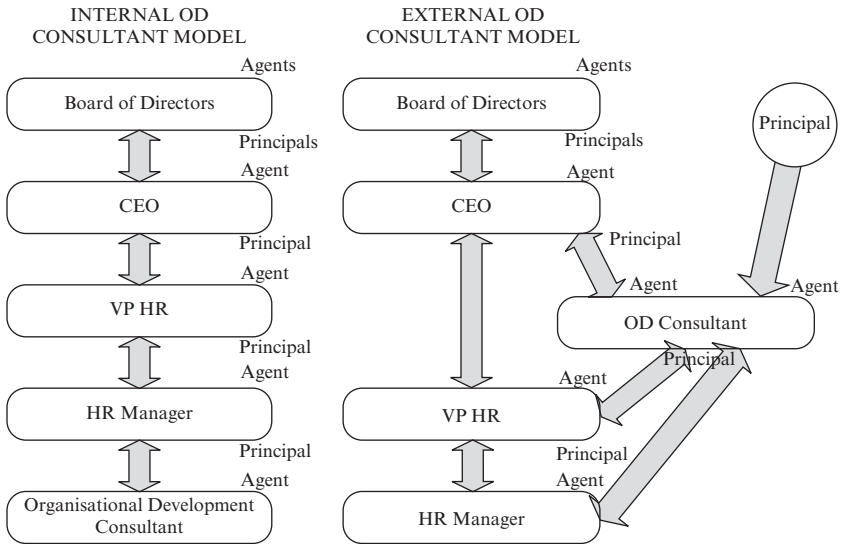 INTERNAL OD
CONSULTANT MODEL
Agents
Board of Directors
Principals
Agent
CEO
Principal
Agent
VP HR
Principal
Agent
HR Manager
Principal
Agent
Organisational Development
Consultant
EXTERNAL OD
CONSULTANT MODEL
Agents
Board of Directors
Principals
Agent
CEO
Principal
Agent
Principal
Agent
OD Consultant
Principal
Agent
VP HR
Principal
Agent
HR Manager